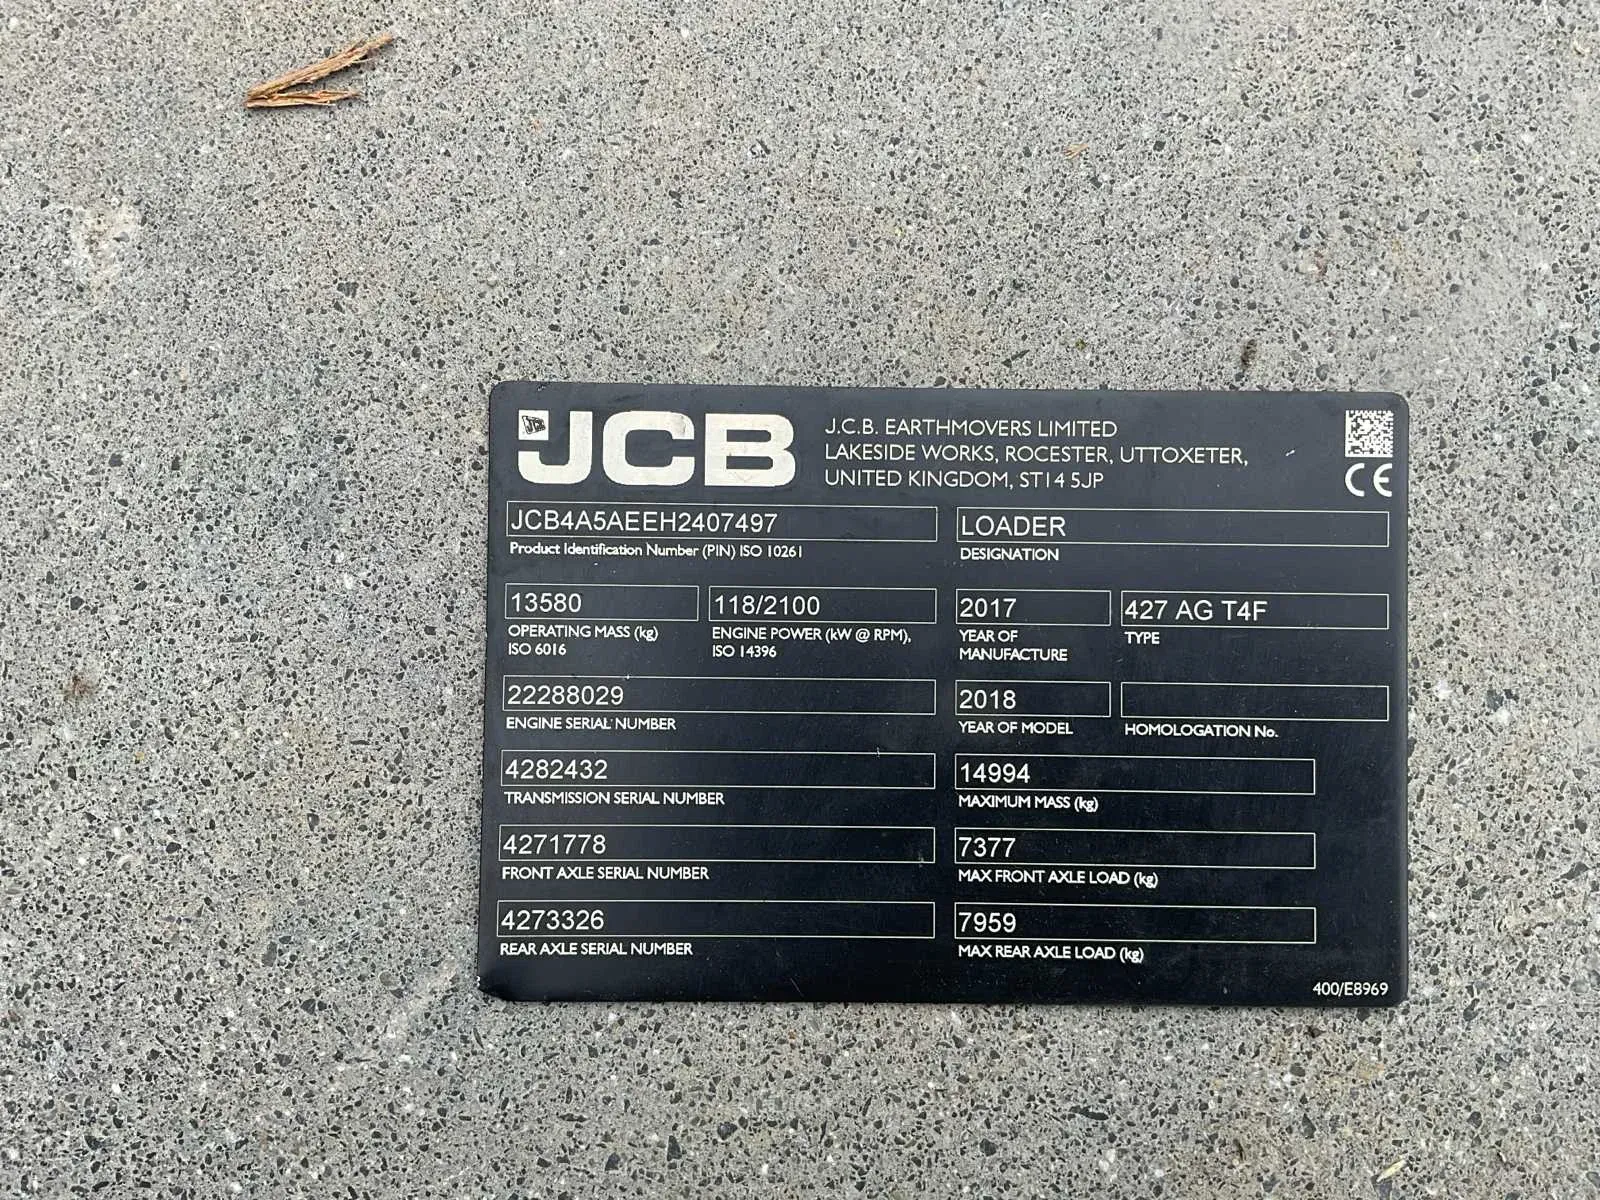 JCB
J.C.B. EARTHMOVERS LIMITED
LAKESIDE WORKS, ROCESTER, UTTOXETER,
UNITED KINGDOM, ST14 5JP
CE
JCB4A5AEEH2407497
Product Identification Number (PIN) ISO 10261
LOADER
DESIGNATION
13580
OPERATING MASS (kg)
ISO 6016
118/2100
ENGINE POWER (kW @ RPM),
ISO 14396
2017
YEAR OF
MANUFACTURE
427 AG T4F
TYPE
22288029
ENGINE SERIAL NUMBER
2018
YEAR OF MODEL
HOMOLOGATION No.
4282432
TRANSMISSION SERIAL NUMBER
14994
MAXIMUM MASS (kg)
4271778
FRONT AXLE SERIAL NUMBER
7377
MAX FRONT AXLE LOAD (kg)
4273326
REAR AXLE SERIAL NUMBER
7959
MAX REAR AXLE LOAD (kg)
400/E8969